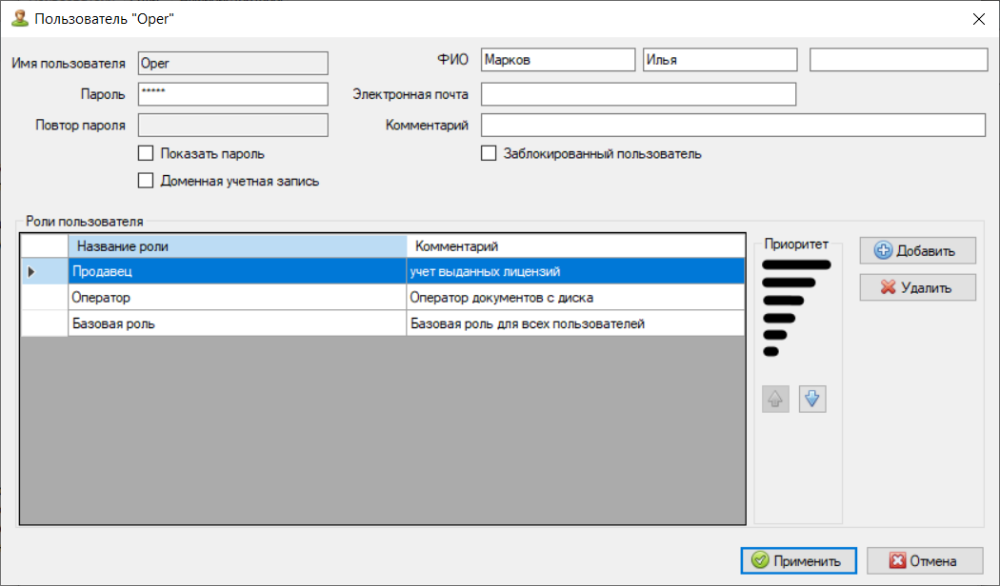 Пользователь "Oper"
Имя пользователя Oper ФИО Марков Илья
Пароль ***** Электронная почта
Повтор пароля Комментарий
Показать пароль Заблокированный пользователь
Доменная учетная запись
Роли пользователя
Название роли Комментарий Приоритет Добавить
Продавец учет выданных лицензий
Оператор Оператор документов с диска Удалить
Базовая роль Базовая роль для всех пользователей
Применить Отмена